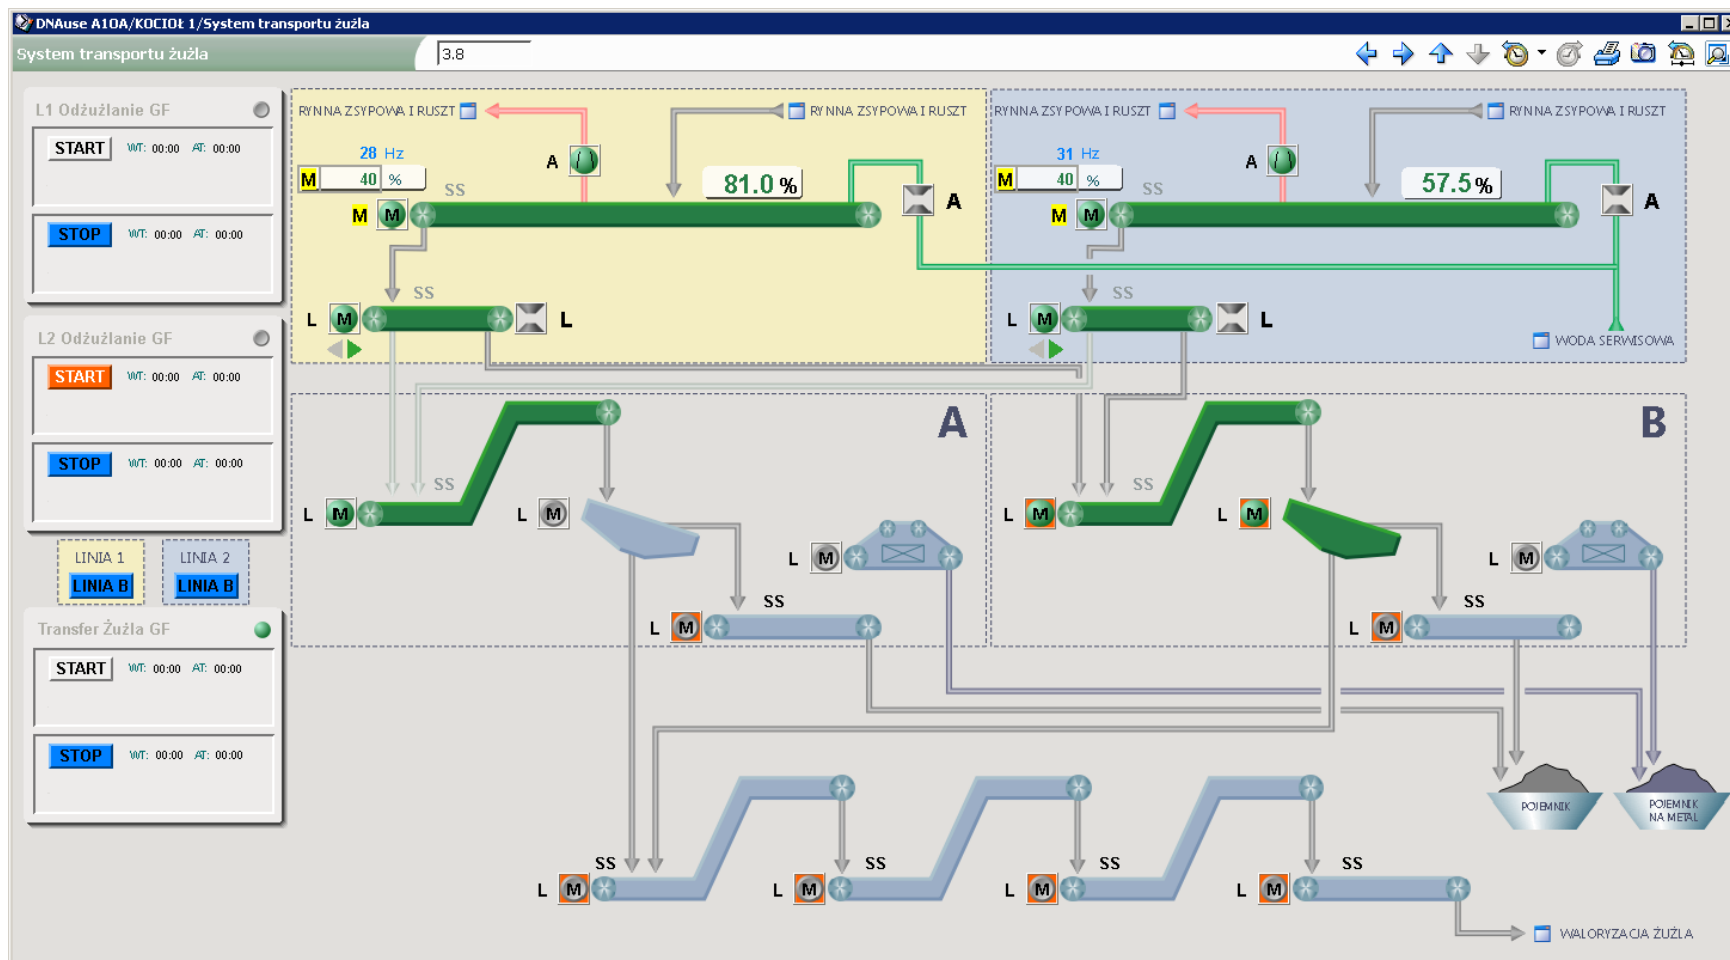 DNAuse A10A/KOCIOŁ 1/System transportu żużla
System transportu żużla
3.8
L1 Odżużlanie GF
START WT: 00:00 AT: 00:00
STOP WT: 00:00 AT: 00:00
L2 Odżużlanie GF
START WT: 00:00 AT: 00:00
STOP WT: 00:00 AT: 00:00
LINIA 1
LINIA B
LINIA 2
LINIA B
Transfer Żużla GF
START WT: 00:00 AT: 00:00
STOP WT: 00:00 AT: 00:00
RYNNA ZSYPOWA I RUSZT
RYNNA ZSYPOWA I RUSZT
28 Hz
M 40 %
SS
A
81.0 %
A
M M
SS
L M
L
RYNNA ZSYPOWA I RUSZT
RYNNA ZSYPOWA I RUSZT
31 Hz
M 40 %
SS
A
57.5 %
A
M M
SS
L M
L
WODA SERWISOWA
A
SS
L M
L M
L M
SS
L M
B
SS
L M
L M
L M
SS
L M
POJEMNIK
POJEMNIK
NA METAL
SS
L M
SS
L M
SS
L M
SS
L M
WALORYZACJA ŻUŻLA